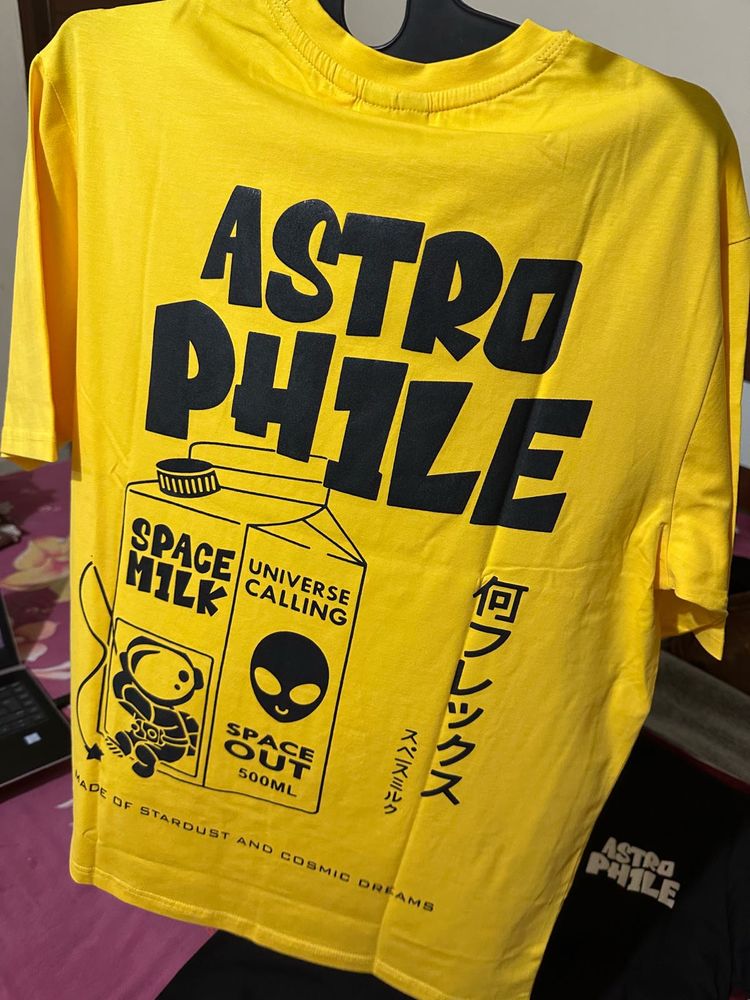 ASTRO
PH1LE
SPACE
M1LK
UNIVERSE
CALLING
SPACE
OUT
500ML
何フレックス
スペースミルク
MADE OF STARDUST AND COSMIC DREAMS
ASTRO
PH1LE